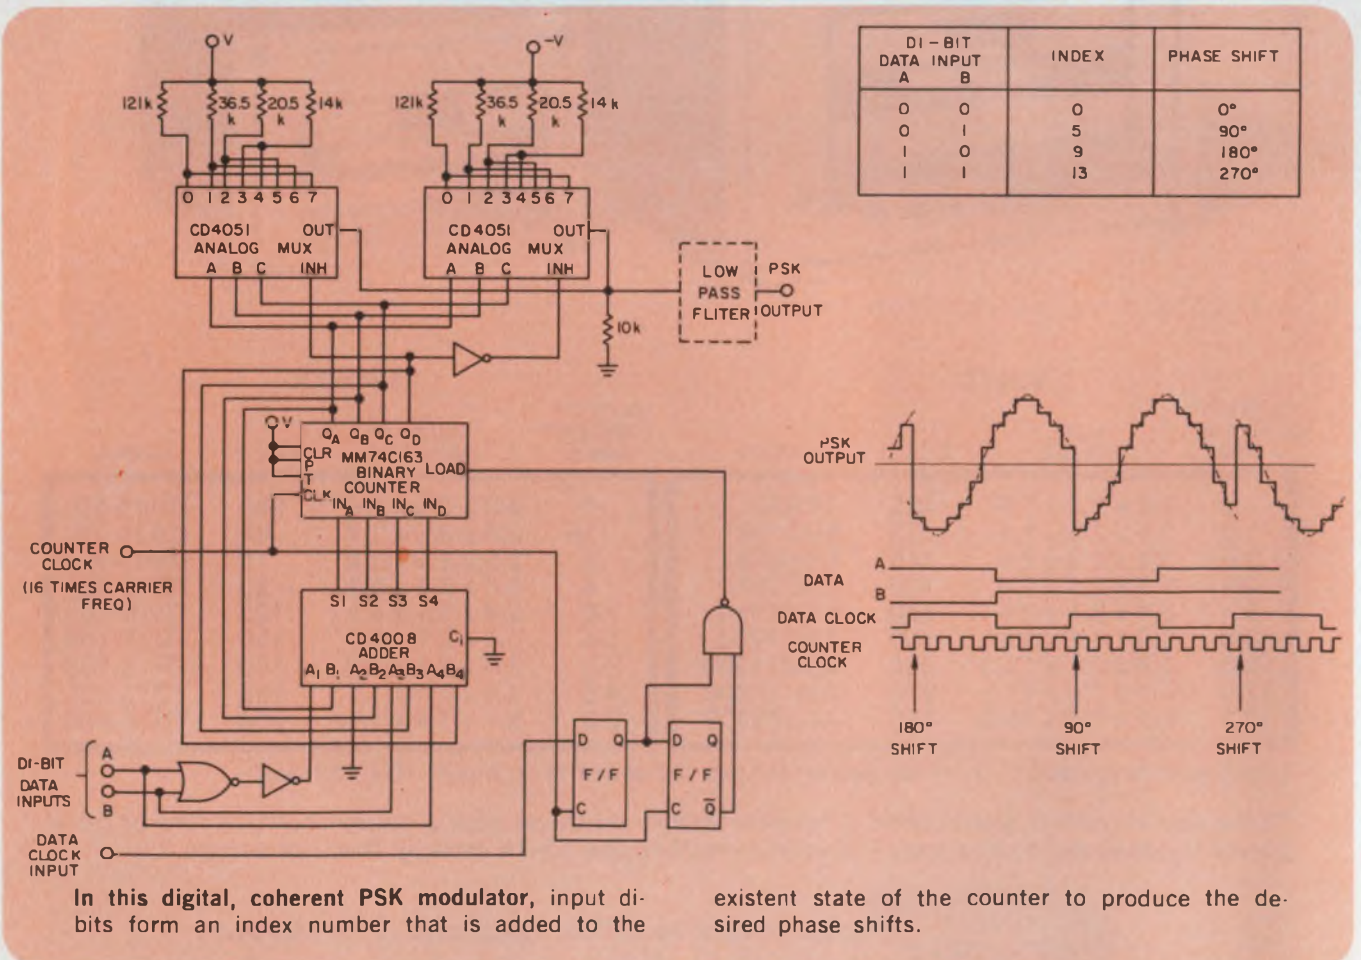 V
-V
121k 36.5 k 20.5 k 14k
121k 36.5 k 20.5 k 14k
0 1 2 3 4 5 6 7
0 1 2 3 4 5 6 7
CD4051 OUT
ANALOG MUX
A B C INH
CD4051 OUT
ANALOG MUX
A B C INH
LOW
PASS
FLITER
PSK
OUTPUT
10k
DI-BIT
DATA INPUT
A B
INDEX
PHASE SHIFT
0 0 0 0°
0 1 5 90°
1 0 9 180°
1 1 13 270°
V
QA QB QC QD
CLR MM74C163
P BINARY LOAD
T COUNTER
CLK INA INB INC IND
COUNTER
CLOCK
(16 TIMES CARRIER
FREQ)
S1 S2 S3 S4
CD4008
ADDER
Ci
A1 B1 A2 B2 A3 B3 A4 B4
D Q
F/F
C
D Q
F/F
C Q̅
DI-BIT
DATA
INPUTS
A
B
DATA
CLOCK
INPUT
PSK
OUTPUT
DATA
A
B
DATA CLOCK
COUNTER
CLOCK
180°
SHIFT
90°
SHIFT
270°
SHIFT
In this digital, coherent PSK modulator, input di-
bits form an index number that is added to the
existent state of the counter to produce the de-
sired phase shifts.